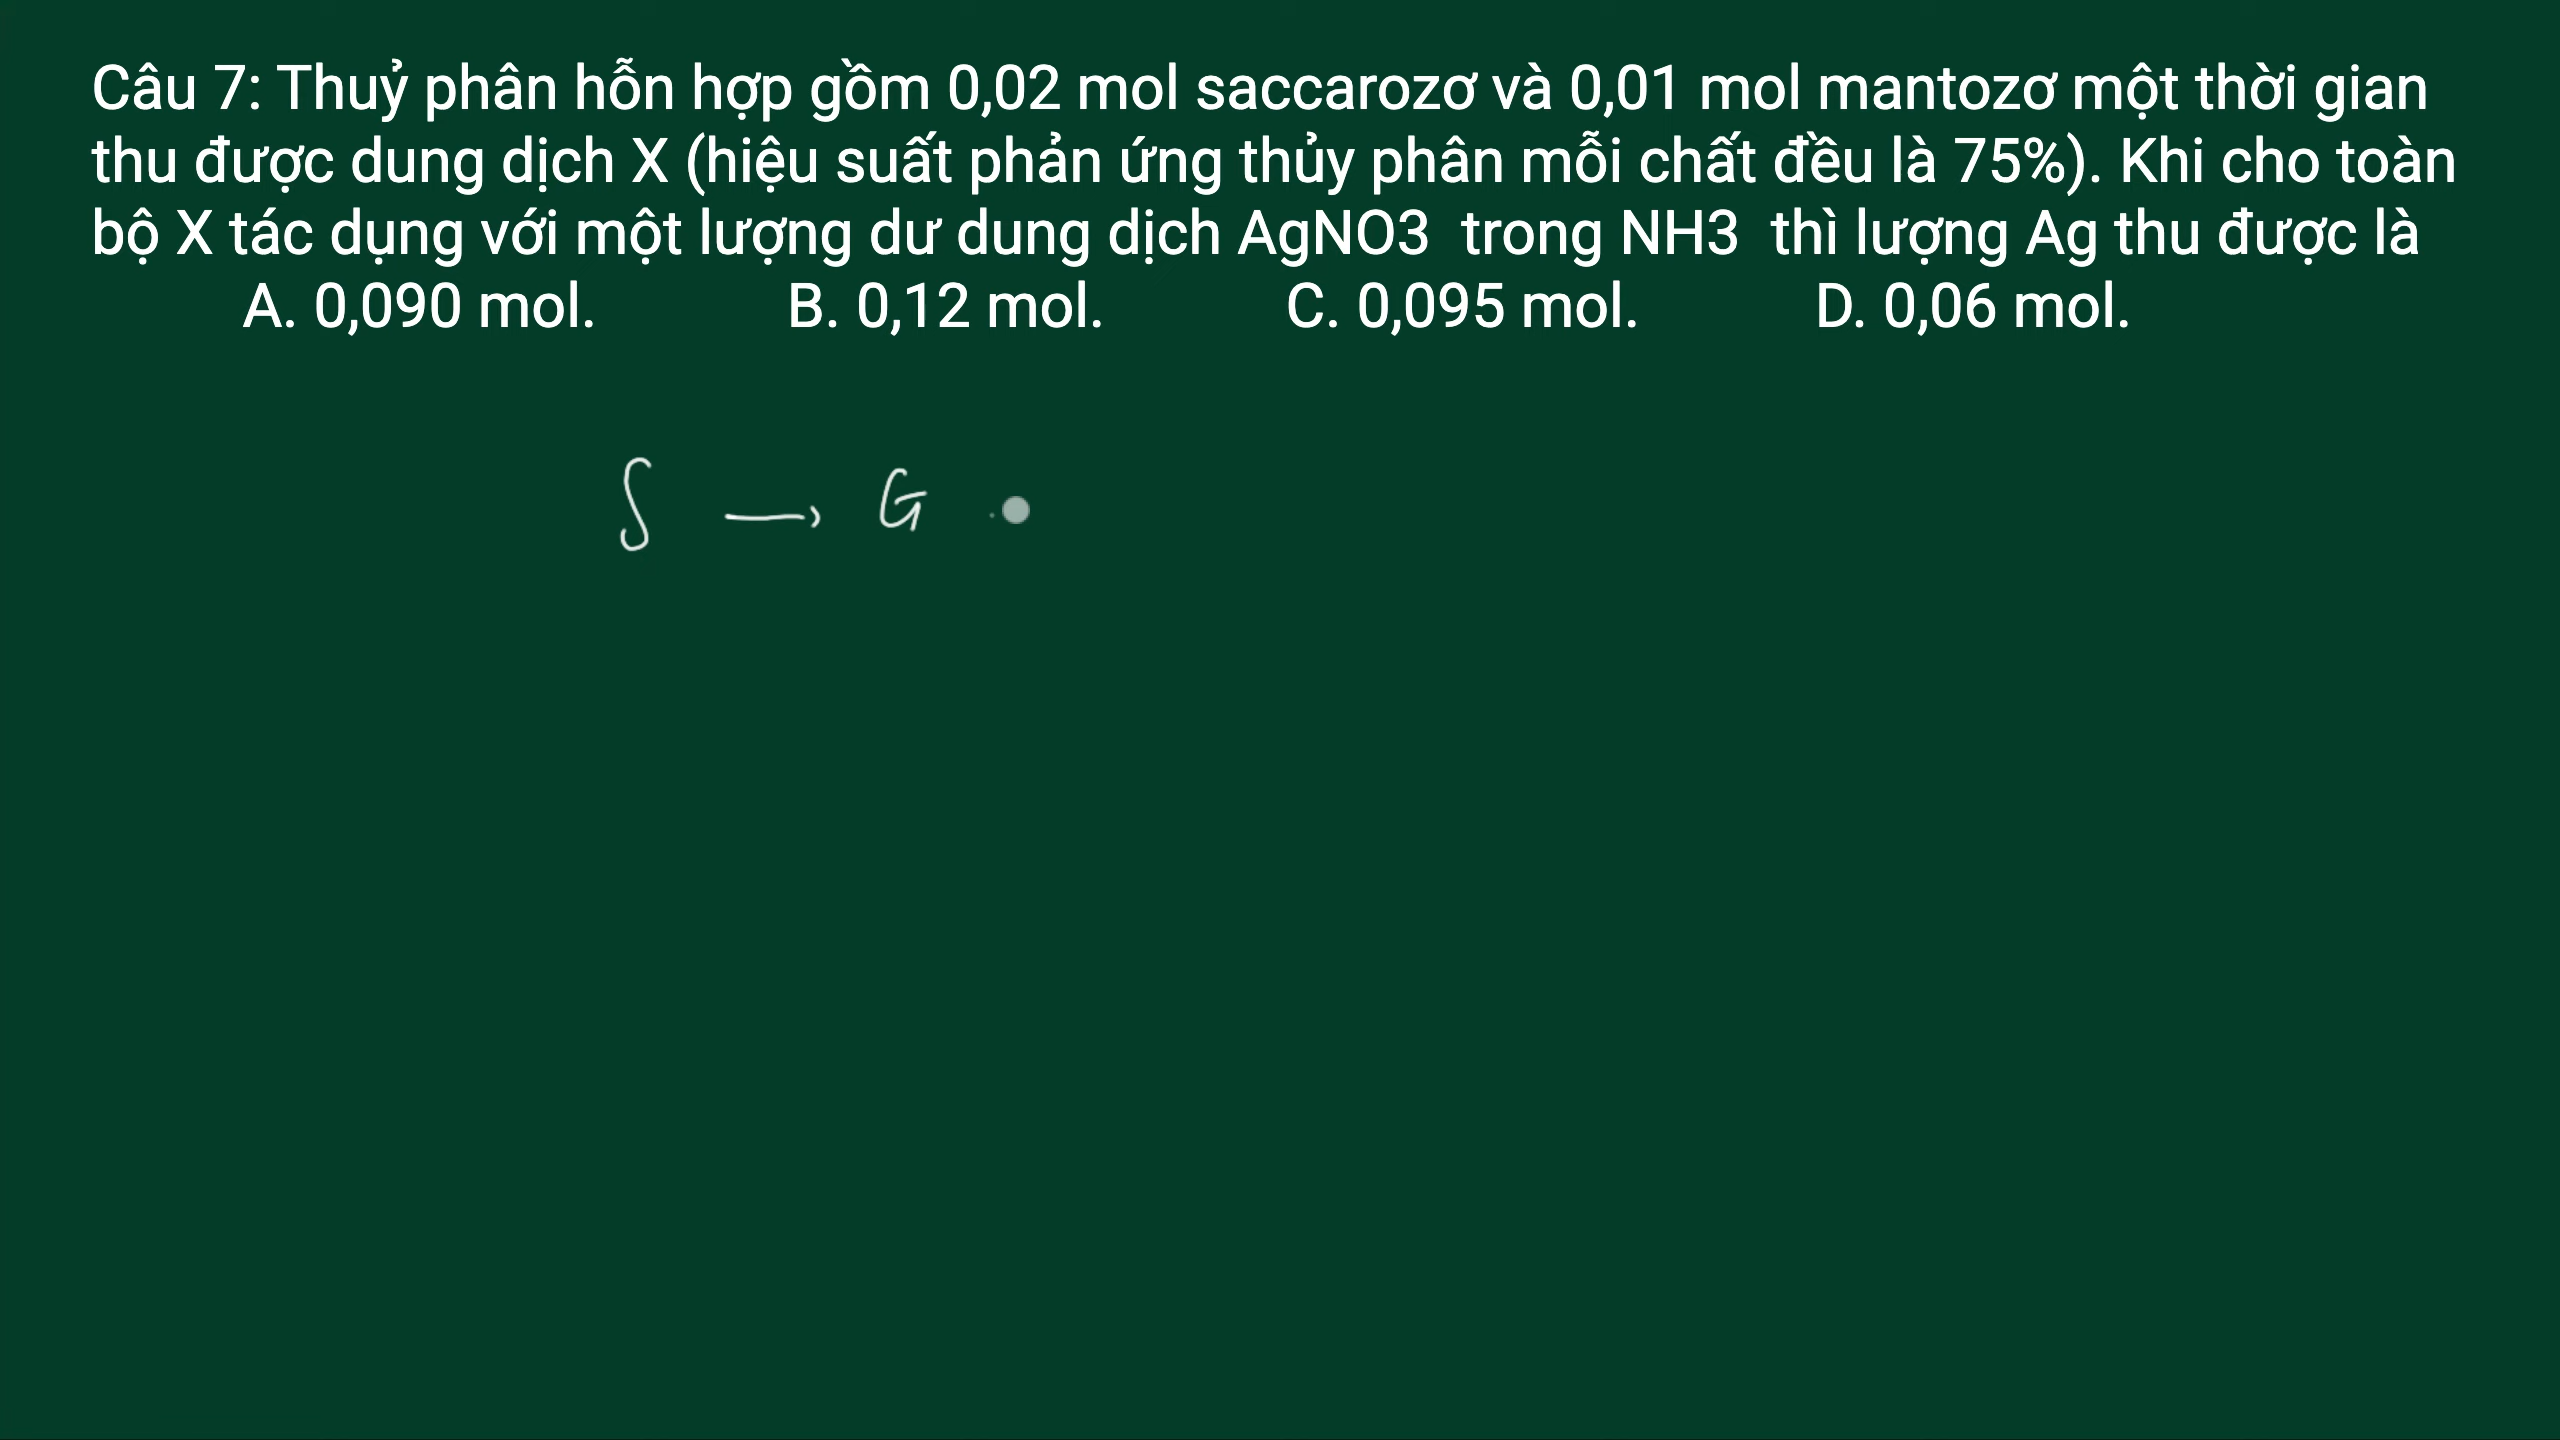 Câu 7: Thuỷ phân hỗn hợp gồm 0,02 mol saccarozơ và 0,01 mol mantozơ một thời gian
thu được dung dịch X (hiệu suất phản ứng thủy phân mỗi chất đều là 75%). Khi cho toàn
bộ X tác dụng với một lượng dư dung dịch AgNO3 trong NH3 thì lượng Ag thu được là
A. 0,090 mol. B. 0,12 mol. C. 0,095 mol. D. 0,06 mol.
S → G